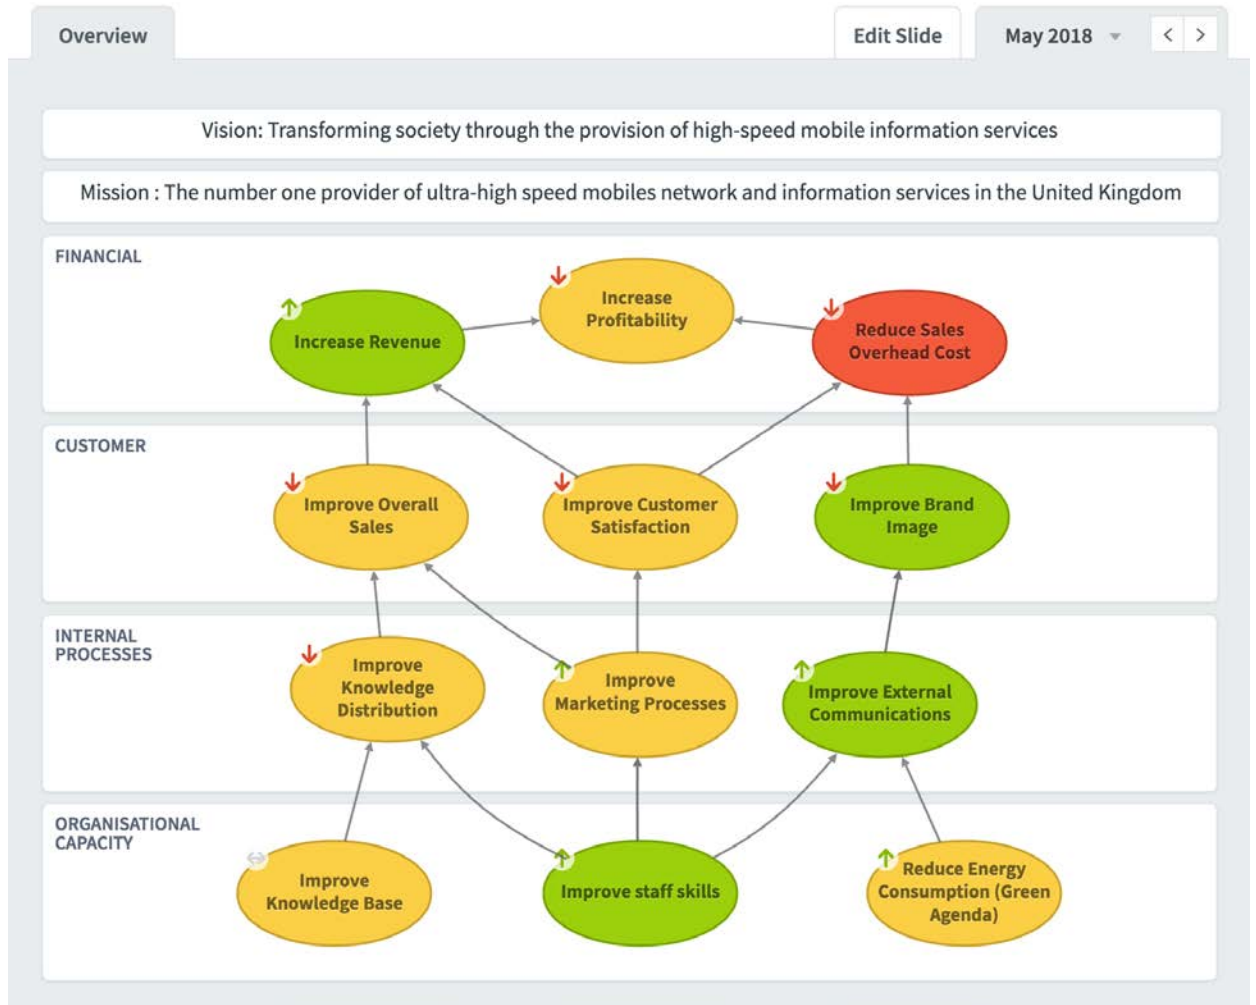 Overview
Edit Slide
May 2018
Vision: Transforming society through the provision of high-speed mobile information services
Mission : The number one provider of ultra-high speed mobiles network and information services in the United Kingdom
FINANCIAL
Increase
Profitability
Increase Revenue
Reduce Sales
Overhead Cost
CUSTOMER
Improve Overall
Sales
Improve Customer
Satisfaction
Improve Brand
Image
INTERNAL
PROCESSES
Improve
Knowledge
Distribution
Improve
Marketing Processes
Improve External
Communications
ORGANISATIONAL
CAPACITY
Improve
Knowledge Base
Improve staff skills
Reduce Energy
Consumption (Green
Agenda)